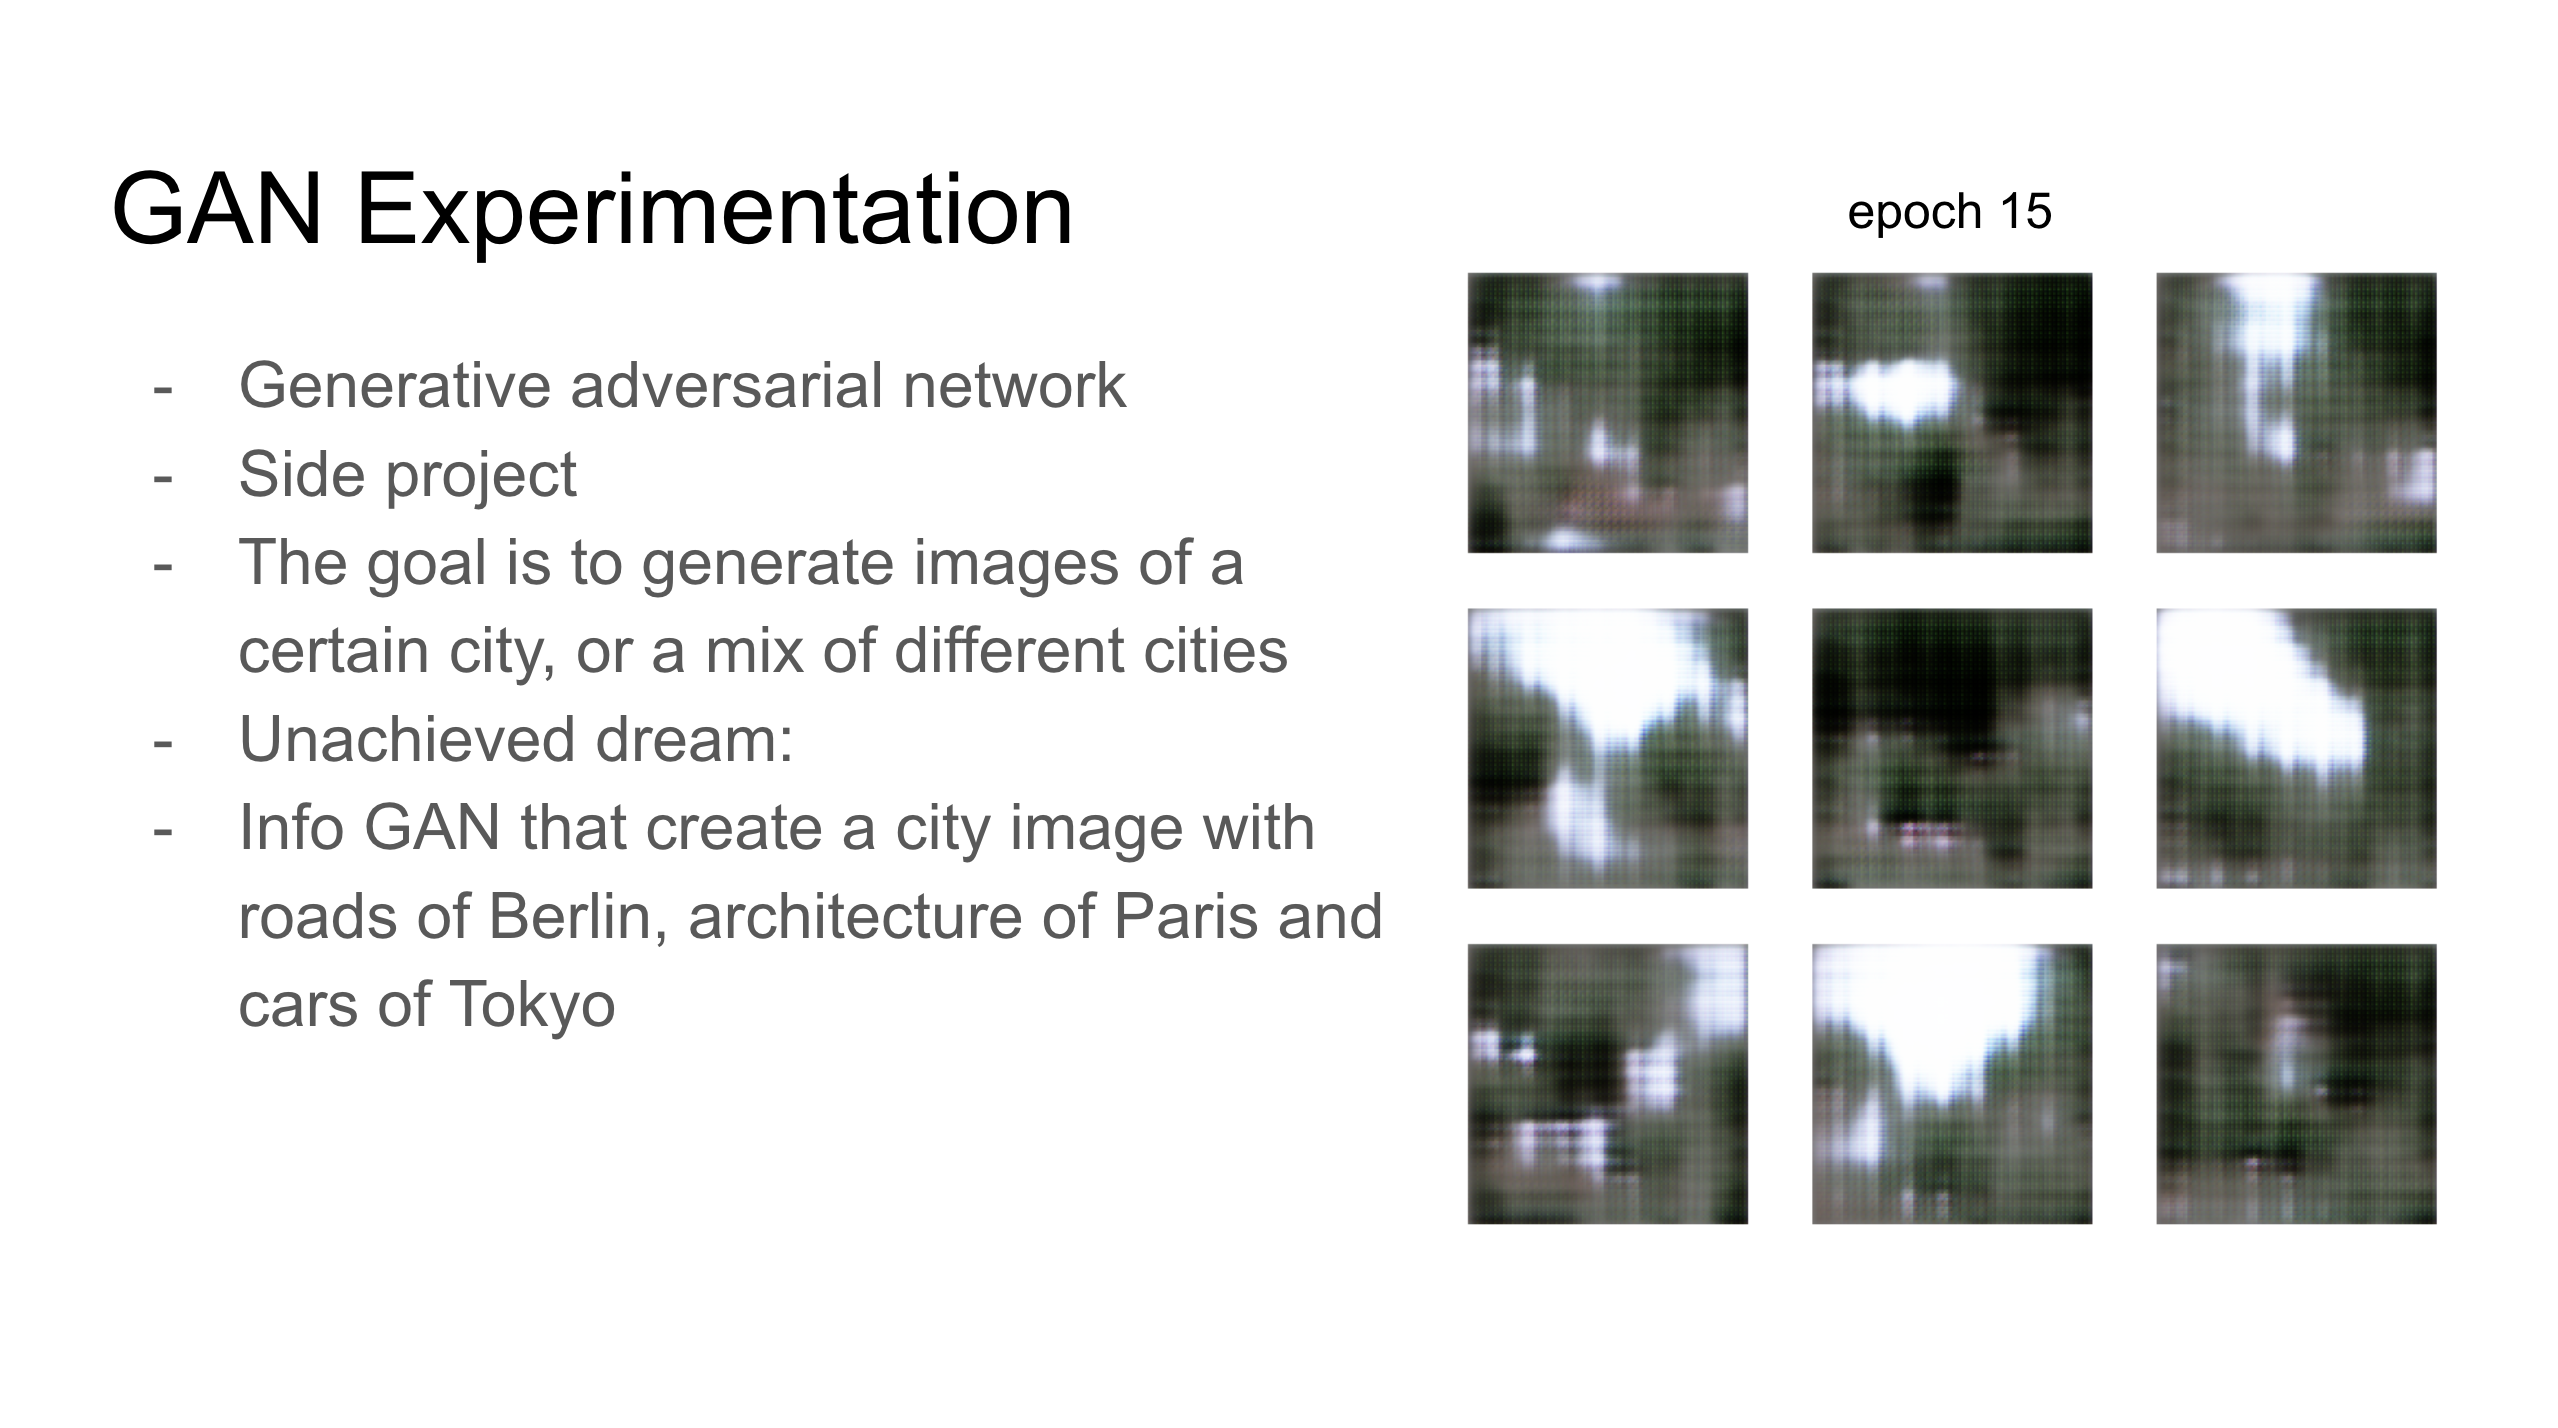 GAN Experimentation
epoch 15
- Generative adversarial network
- Side project
- The goal is to generate images of a
certain city, or a mix of different cities
- Unachieved dream:
- Info GAN that create a city image with
roads of Berlin, architecture of Paris and
cars of Tokyo